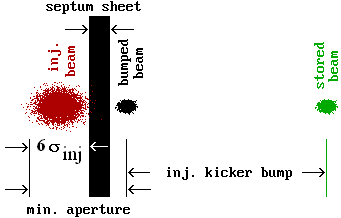 septum sheet
inj.
beam
bumped
beam
stored
beam
6 σinj
inj. kicker bump
min. aperture